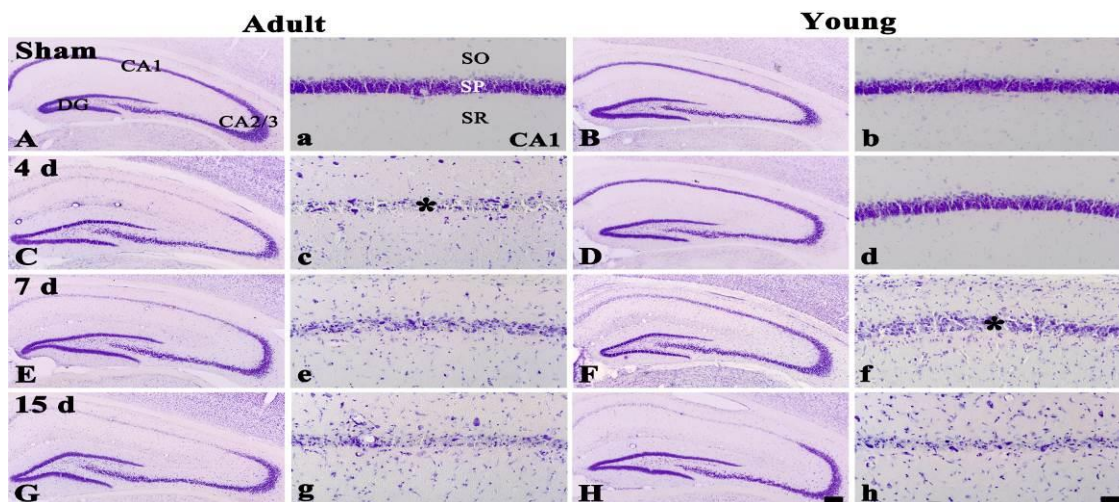 Adult Young
Sham
CA1
DG
CA2/3
A
SO
SP
SR
CA1
a
B
b
4 d
C
*
c
D
d
7 d
E
e
F
*
f
15 d
G
g
H
h